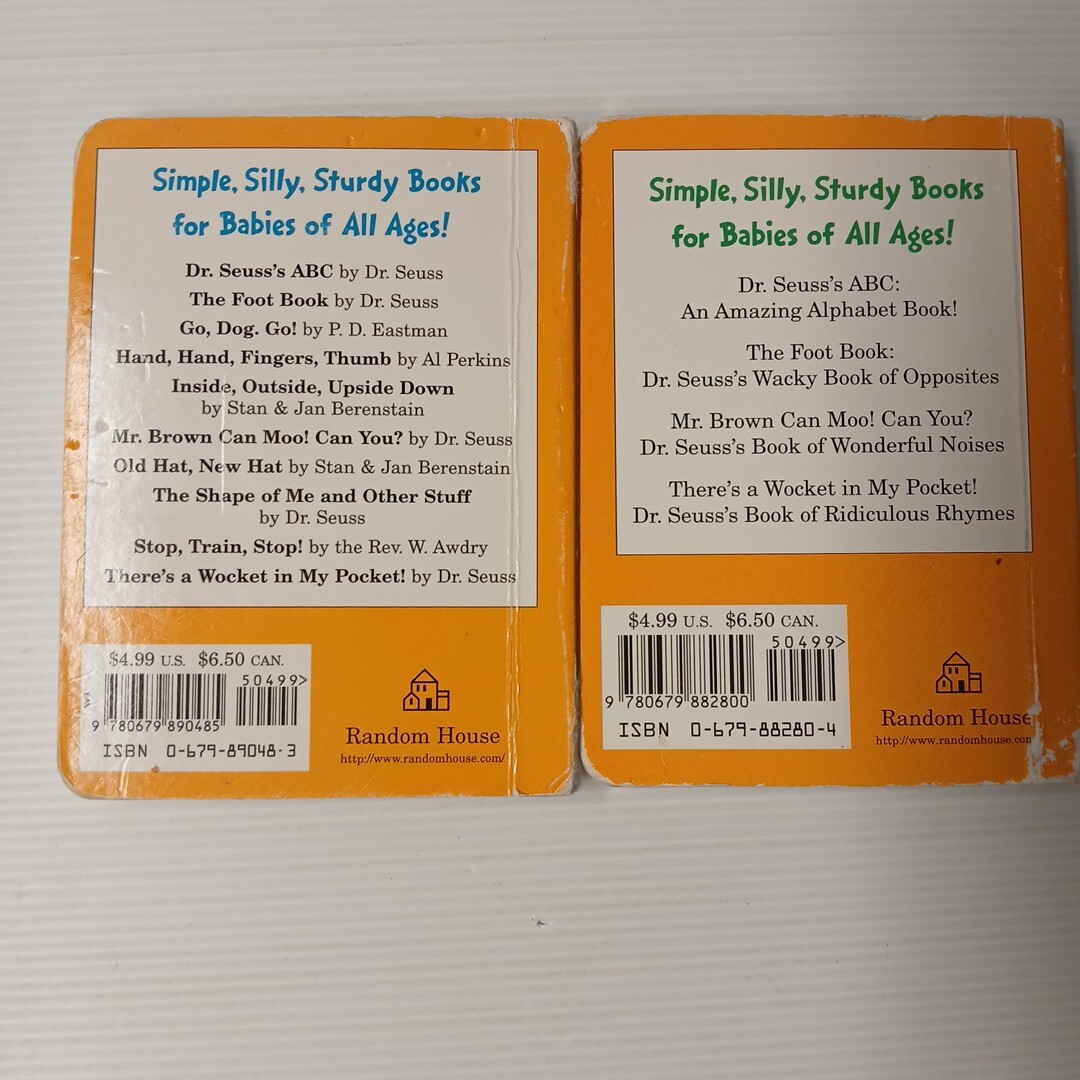 Simple, Silly, Sturdy Books
for Babies of All Ages!
Dr. Seuss's ABC by Dr. Seuss
The Foot Book by Dr. Seuss
Go, Dog. Go! by P. D. Eastman
Hand, Hand, Fingers, Thumb by Al Perkins
Inside, Outside, Upside Down
by Stan & Jan Berenstain
Mr. Brown Can Moo! Can You? by Dr. Seuss
Old Hat, New Hat by Stan & Jan Berenstain
The Shape of Me and Other Stuff
by Dr. Seuss
Stop, Train, Stop! by the Rev. W. Awdry
There's a Wocket in My Pocket! by Dr. Seuss
$4.99 U.S. $6.50 CAN.
50499>
9 780679 890485
ISBN 0-679-89048-3
Random House
http://www.randomhouse.com/
Simple, Silly, Sturdy Books
for Babies of All Ages!
Dr. Seuss's ABC:
An Amazing Alphabet Book!
The Foot Book:
Dr. Seuss's Wacky Book of Opposites
Mr. Brown Can Moo! Can You?
Dr. Seuss's Book of Wonderful Noises
There's a Wocket in My Pocket!
Dr. Seuss's Book of Ridiculous Rhymes
$4.99 U.S. $6.50 CAN.
50499>
9 780679 882800
ISBN 0-679-88280-4
Random House
http://www.randomhouse.com